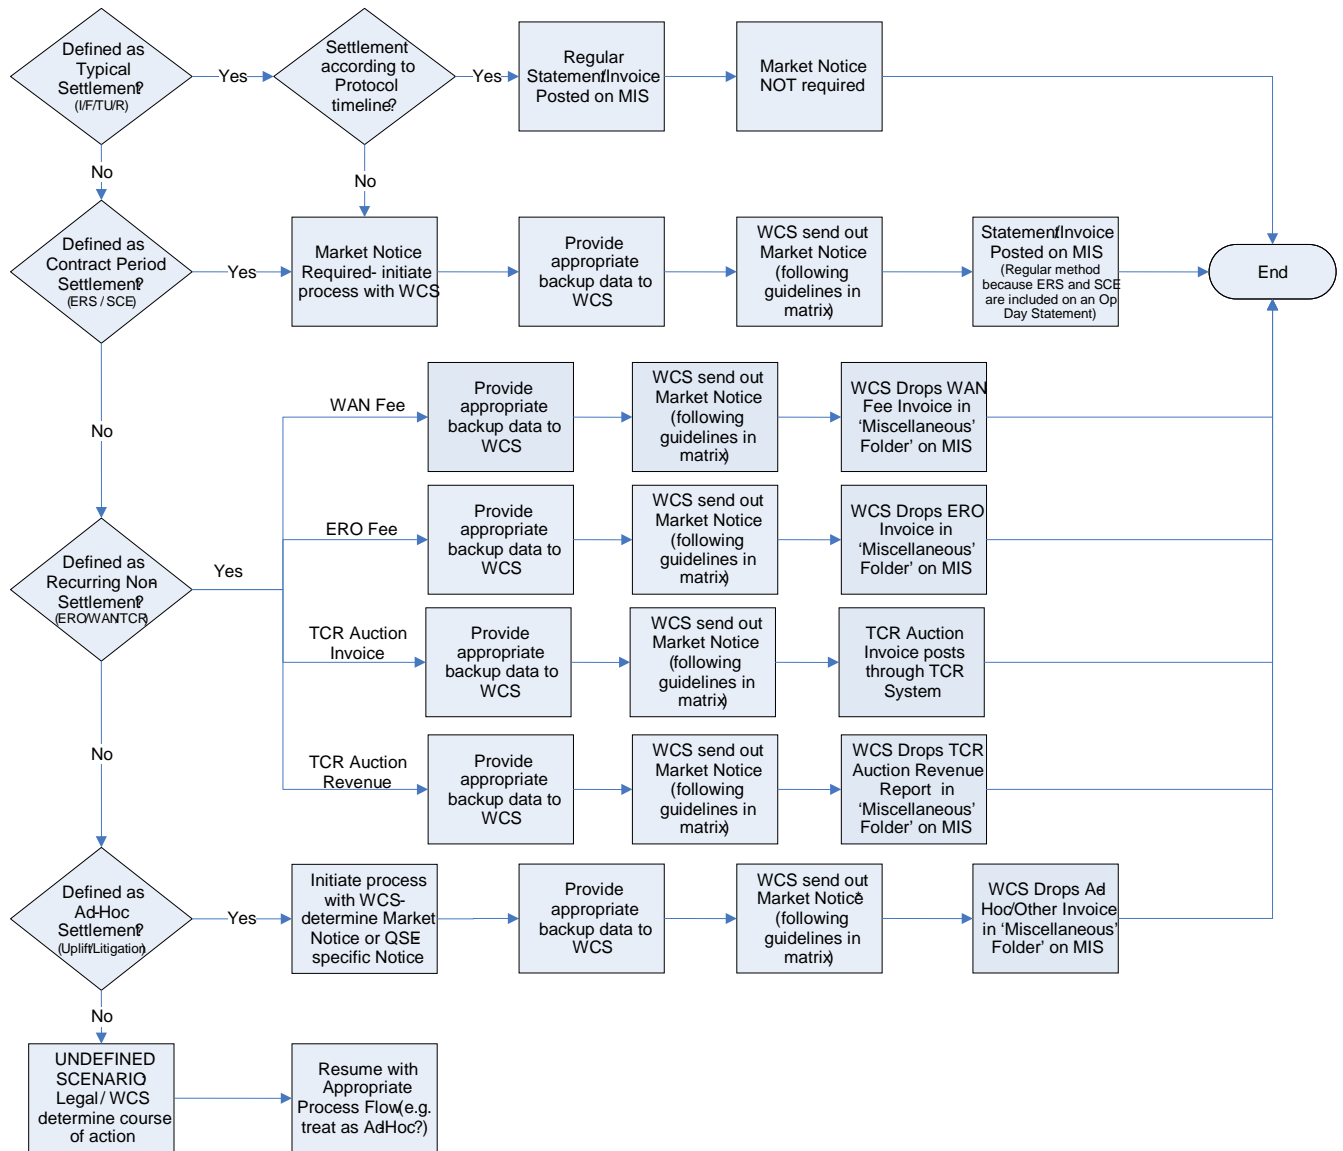 Defined as
Typical
Settlement?
(I/F/TU/R)
Yes
Settlement
according to
Protocol
timeline?
Yes
Regular
Statement/Invoice
Posted on MIS
Market Notice
NOT required
No
No
Defined as
Contract Period
Settlement?
(ERS / SCE)
Yes
Market Notice
Required- initiate
process with WCS
Provide
appropriate
backup data to
WCS
WCS send out
Market Notice
(following
guidelines in
matrix)
Statement/Invoice
Posted on MIS
(Regular method
because ERS and SCE
are included on an Op
Day Statement)
End
No
WAN Fee
Provide
appropriate
backup data to
WCS
WCS send out
Market Notice
(following
guidelines in
matrix)
WCS Drops WAN
Fee Invoice in
‘Miscellaneous’
Folder’ on MIS
ERO Fee
Provide
appropriate
backup data to
WCS
WCS send out
Market Notice
(following
guidelines in
matrix)
WCS Drops ERO
Invoice in
‘Miscellaneous’
Folder’ on MIS
Defined as
Recurring Non-
Settlement?
(ERO/WAN/TCR)
Yes
TCR Auction
Invoice
Provide
appropriate
backup data to
WCS
WCS send out
Market Notice
(following
guidelines in
matrix)
TCR Auction
Invoice posts
through TCR
System
No
TCR Auction
Revenue
Provide
appropriate
backup data to
WCS
WCS send out
Market Notice
(following
guidelines in
matrix)
WCS Drops TCR
Auction Revenue
Report in
‘Miscellaneous’
Folder’ on MIS
Defined as
Ad-Hoc
Settlement?
(Uplift/Litigation)
Yes
Initiate process
with WCS-
determine Market
Notice or QSE
specific Notice
Provide
appropriate
backup data to
WCS
WCS send out
Market Notice*
(following
guidelines in
matrix)
WCS Drops Ad-
Hoc/Other Invoice
in ‘Miscellaneous’
Folder’ on MIS
No
UNDEFINED
SCENARIO:
Legal / WCS
determine course
of action
Resume with
Appropriate
Process Flow(e.g.
treat as Ad-Hoc?)